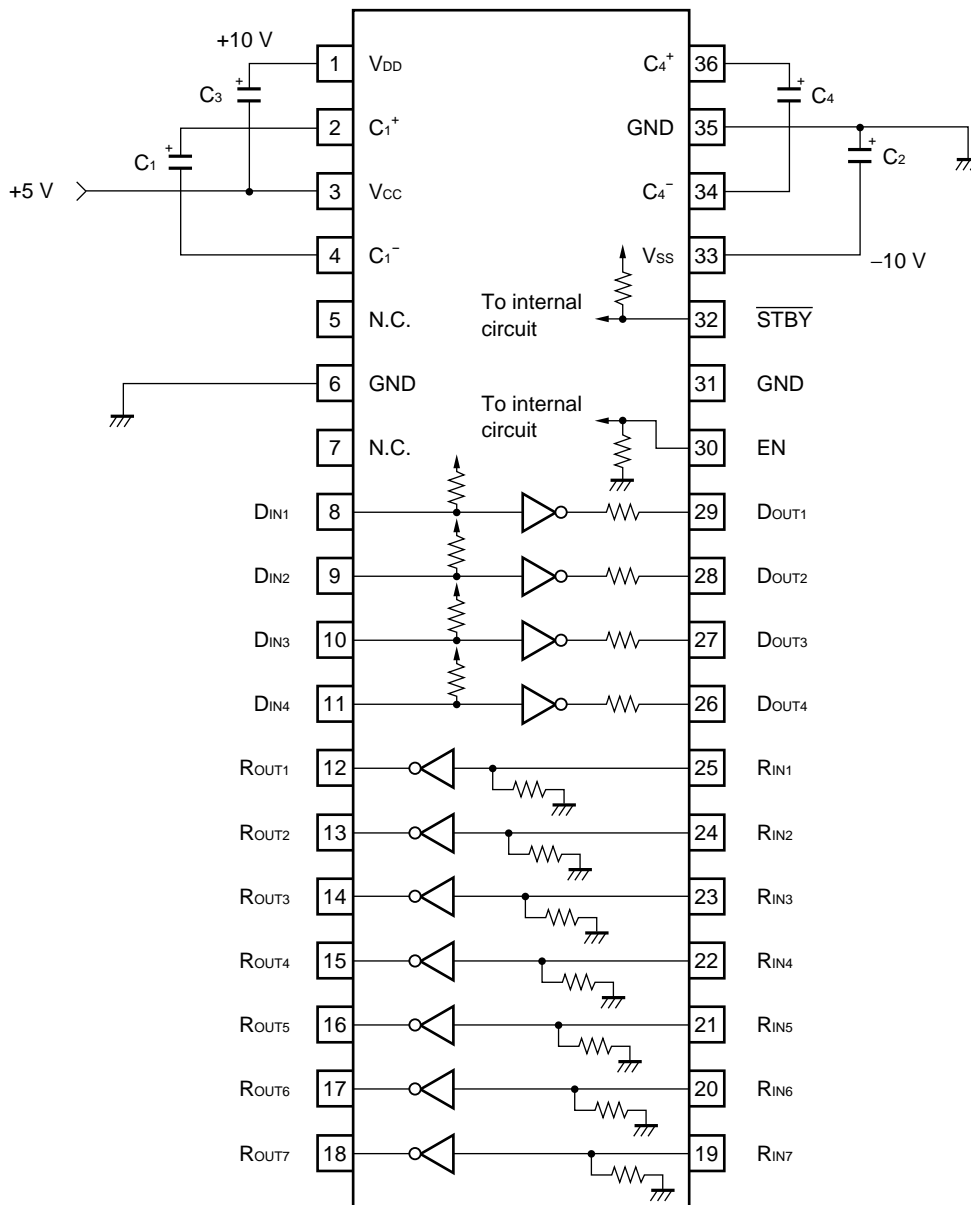 +10 V
1 VDD C4+ 36
+ C3 + C4
2 C1+ GND 35
+ C1 + C2
+5 V 3 VCC C4− 34
4 C1− VSS 33 −10 V
5 N.C. To internal circuit 32 STBY
6 GND 31 GND
7 N.C. To internal circuit 30 EN
DIN1 8 29 DOUT1
DIN2 9 28 DOUT2
DIN3 10 27 DOUT3
DIN4 11 26 DOUT4
ROUT1 12 25 RIN1
ROUT2 13 24 RIN2
ROUT3 14 23 RIN3
ROUT4 15 22 RIN4
ROUT5 16 21 RIN5
ROUT6 17 20 RIN6
ROUT7 18 19 RIN7